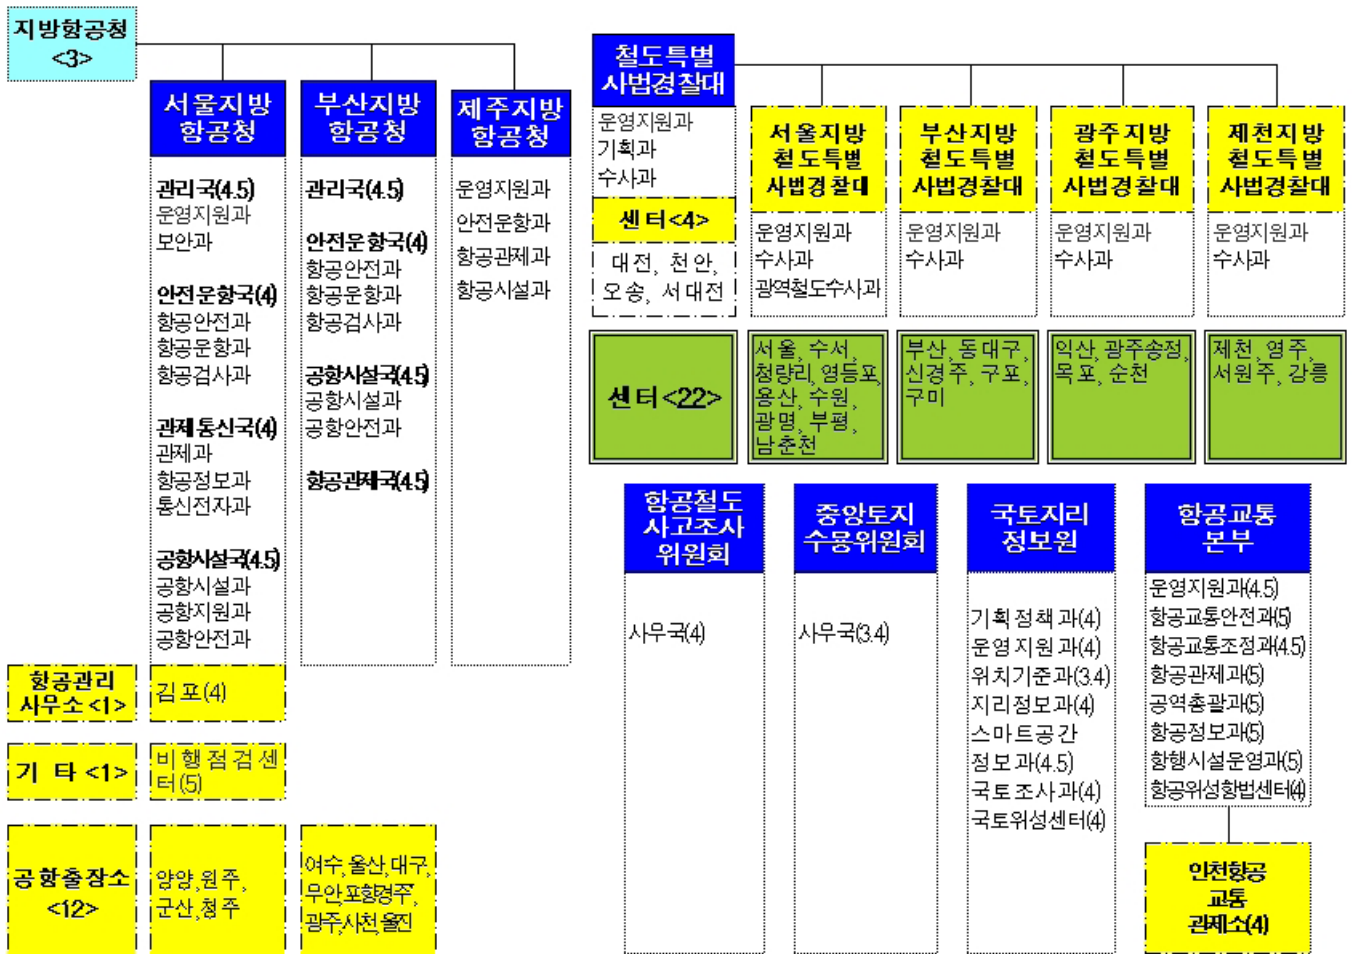 지방항공청
<3>
서울지방
항공청
관리국(4.5)
운영지원과
보안과
안전운항국(4)
항공안전과
항공운항과
항공검사과
관제통신국(4)
관제과
항공정보과
통신전자과
공항시설국(4.5)
공항시설과
공항지원과
공항안전과
부산지방
항공청
관리국(4.5)
안전운항국(4)
항공안전과
항공운항과
항공검사과
공항시설국(4.5)
공항시설과
공항안전과
항공관제국(4.5)
제주지방
항공청
운영지원과
안전운항과
항공관제과
항공시설과
항공관리
사무소<1>
김포(4)
기 타<1>
비행점검센
터(5)
공항출장소
<12>
양양,원주,
군산,청주
여수,울산,대구,
무안,포항경주,
광주,사천,울진
철도특별
사법경찰대
운영지원과
기획과
수사과
센터<4>
대전, 천안,
오송, 서대전
서울지방
철도특별
사법경찰대
운영지원과
수사과
광역철도수사과
부산지방
철도특별
사법경찰대
운영지원과
수사과
광주지방
철도특별
사법경찰대
운영지원과
수사과
제천지방
철도특별
사법경찰대
운영지원과
수사과
센터<22>
서울, 수서,
청량리, 영등포,
용산, 수원,
광명, 부평,
남춘천
부산, 동대구,
신경주, 구포,
구미
익산, 광주송정,
목포, 순천
제천, 영주,
서원주, 강릉
항공철도
사고조사
위원회
사무국(4)
중앙토지
수용위원회
사무국(3.4)
국토지리
정보원
기획정책과(4)
운영지원과(4)
위치기준과(3.4)
지리정보과(4)
스마트공간
정보과(4.5)
국토조사과(4)
국토위성센터(4)
항공교통
본부
운영지원과(4.5)
항공교통안전과(5)
항공교통조정과(4.5)
항공관제과(5)
공역총괄과(5)
항공정보과(5)
항행시설운영과(5)
항공위성항법센터(4)
인천항공
교통
관제소(4)